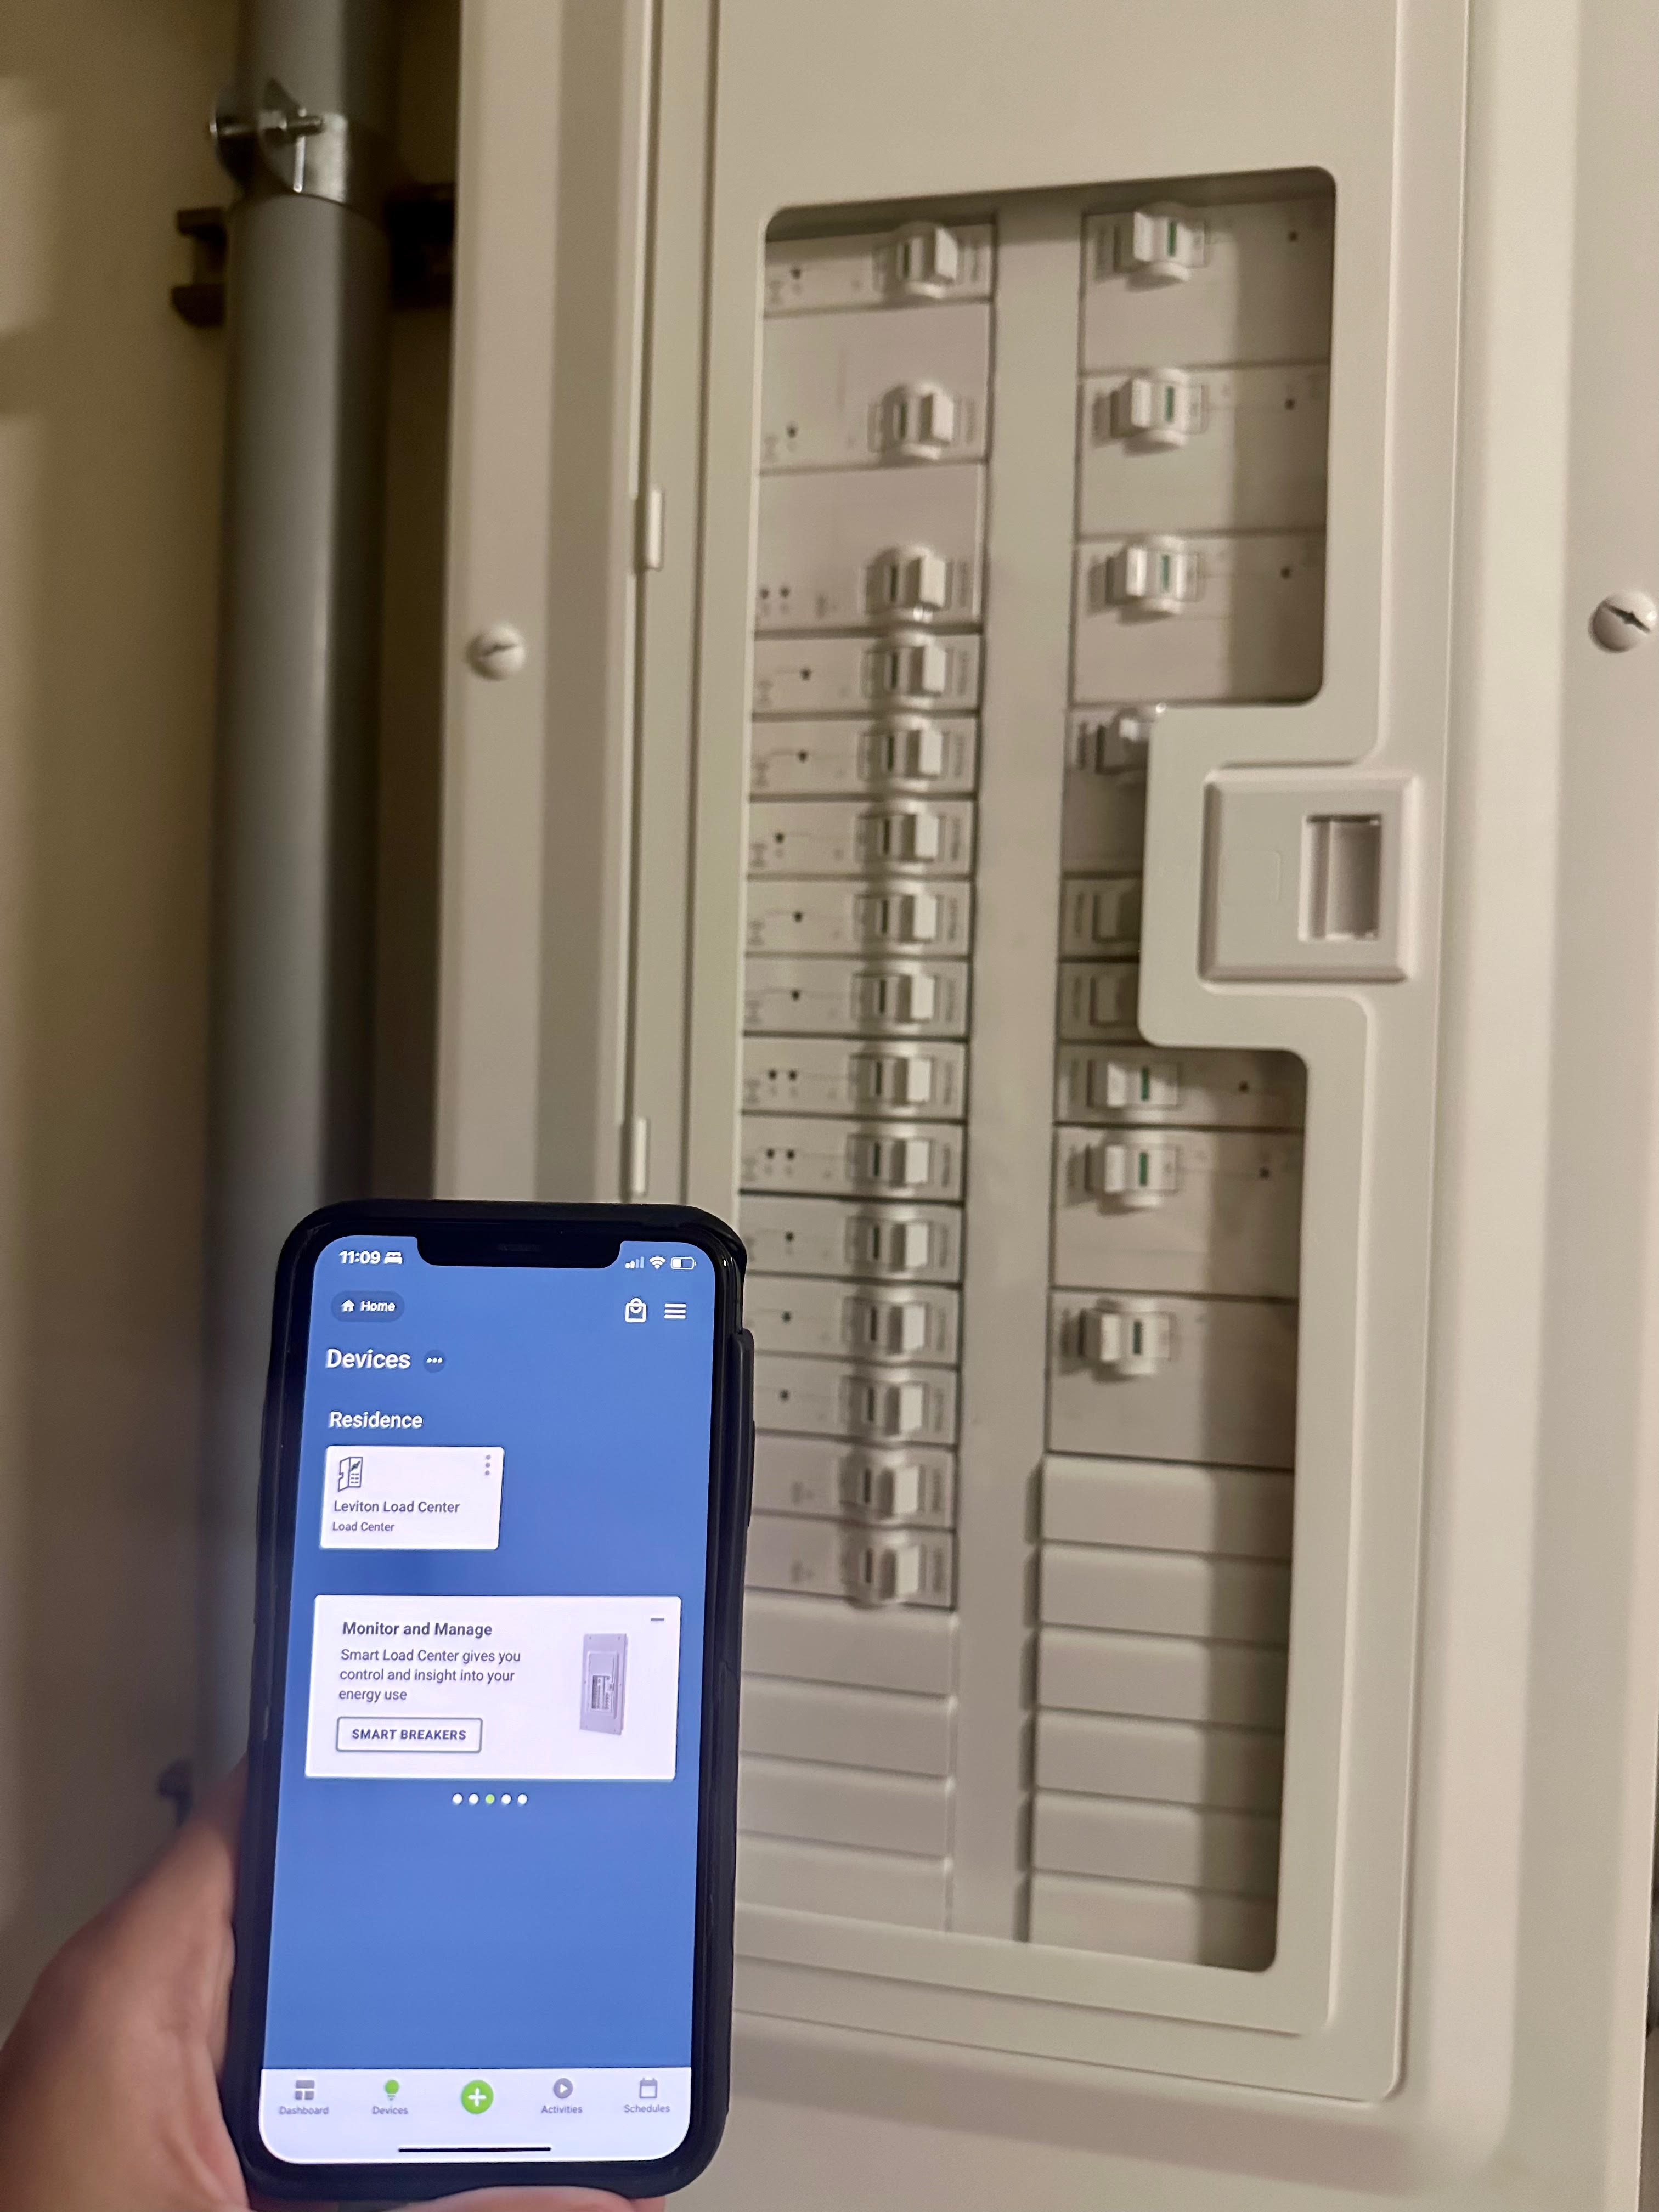 11:09
Home
Devices
Residence
Leviton Load Center
Load Center
Monitor and Manage
Smart Load Center gives you
control and insight into your
energy use
SMART BREAKERS
Dashboard
Devices
Activities
Schedules